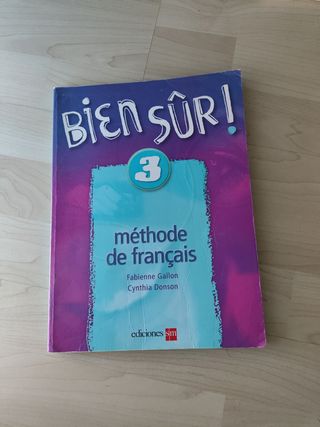 BIEN SÛR!
3
méthode
de français
Fabienne Gallon
Cynthia Donson
ediciones sm